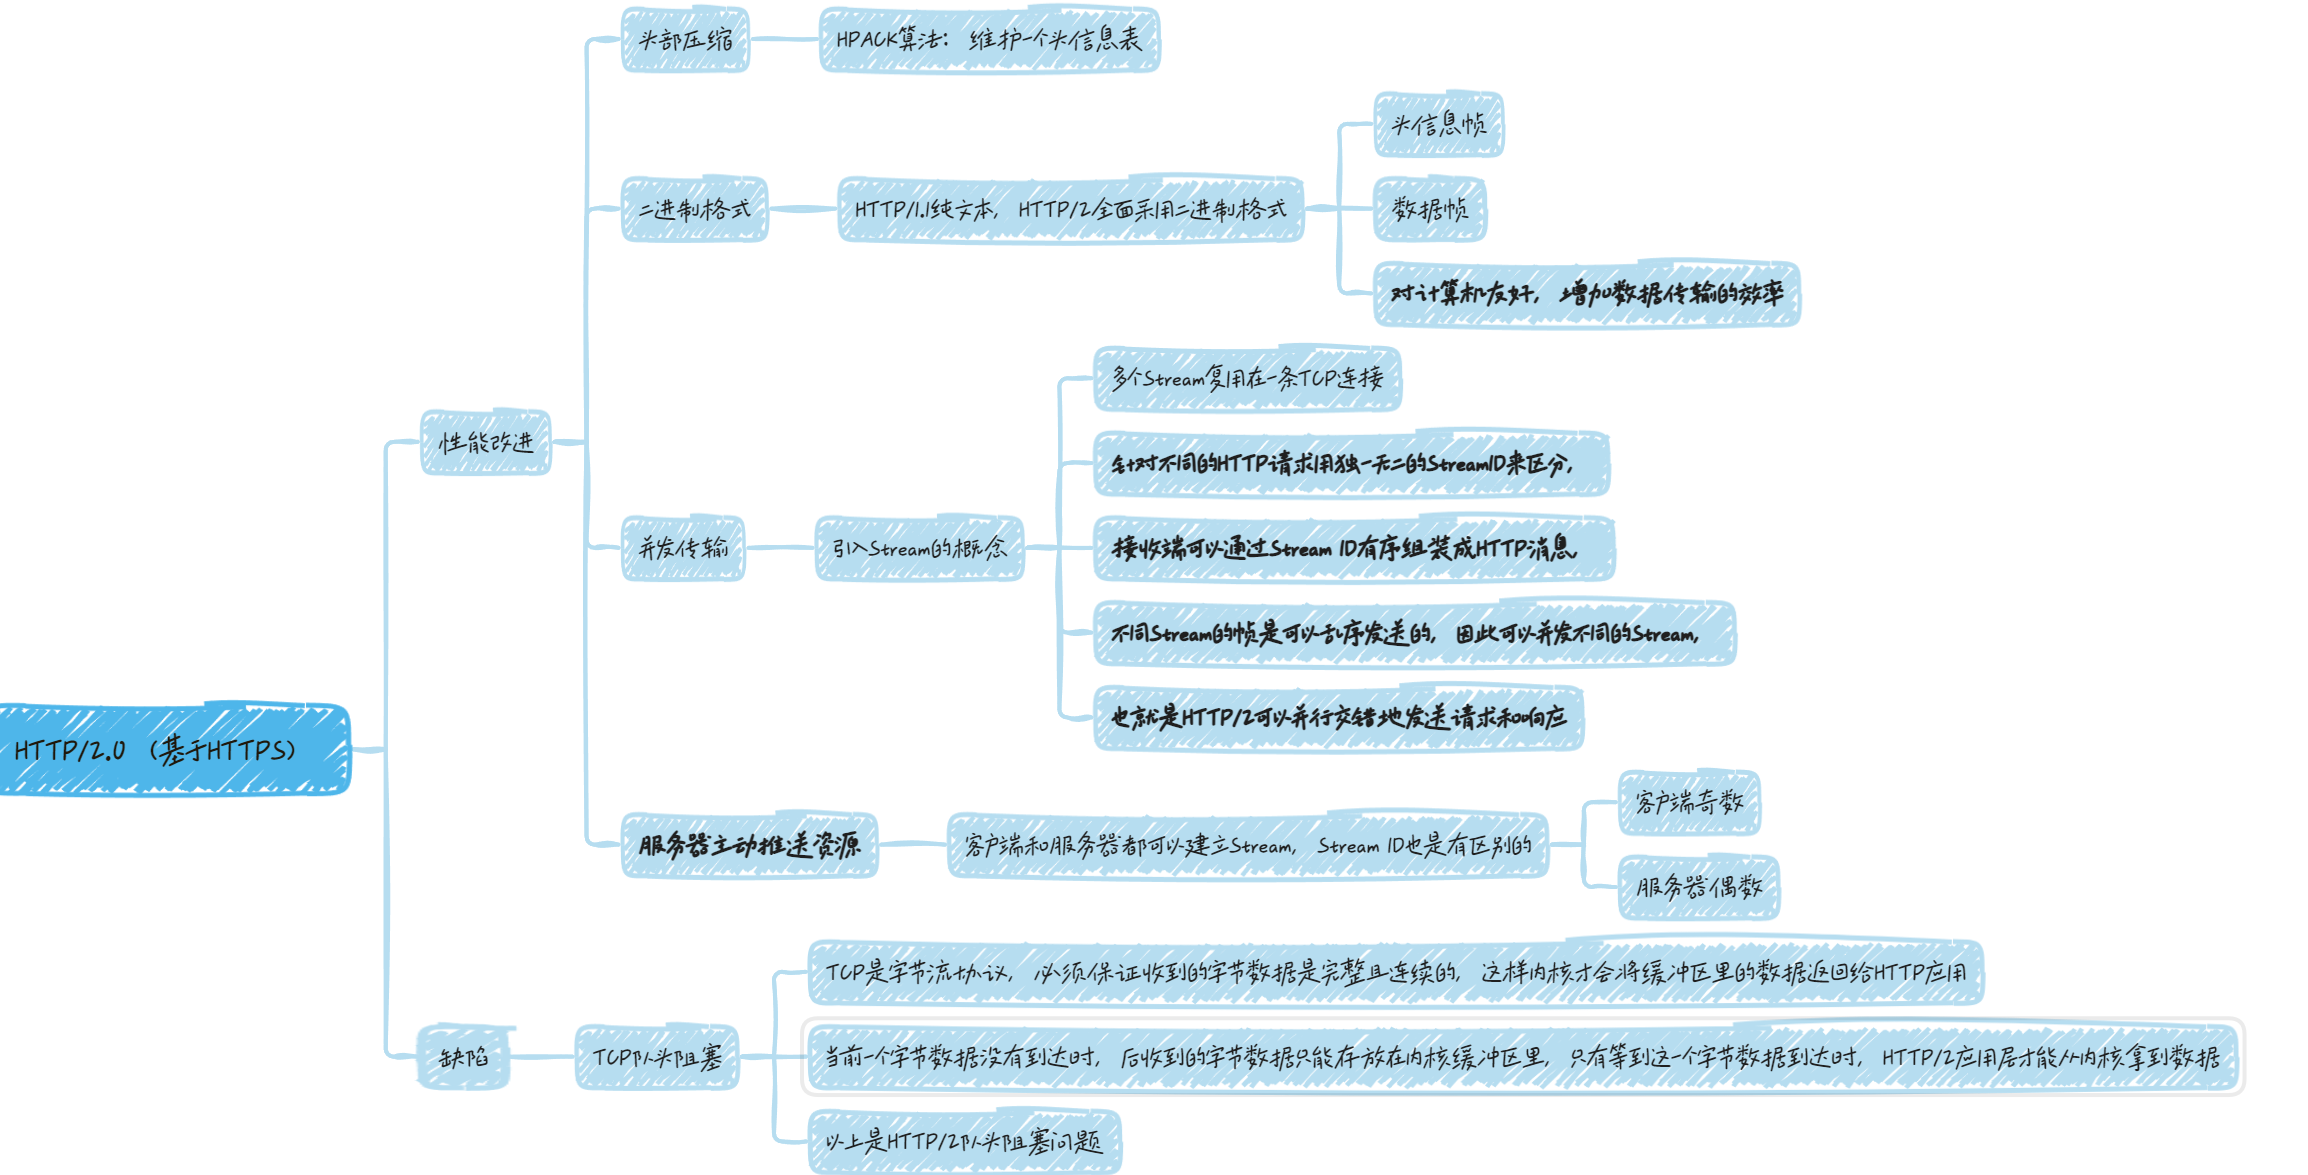 头部压缩
HPACK算法： 维护一个头信息表
头信息帧
二进制格式
HTTP/1.1纯文本， HTTP/2全面采用二进制格式
数据帧
对计算机友好， 增加数据传输的效率
多个Stream复用在一条TCP连接
性能改进
针对不同的HTTP请求用独一无二的StreamID来区分，
并发传输
引入Stream的概念
接收端可以通过Stream ID有序组装成HTTP消息，
不同Stream的帧是可以乱序发送的， 因此可以并发不同的Stream，
也就是HTTP/2可以并行交错地发送请求和响应
HTTP/2.0 （基于HTTPS）
客户端奇数
服务器主动推送资源
客户端和服务器都可以建立Stream， Stream ID也是有区别的
服务器偶数
TCP是字节流协议， 必须保证收到的字节数据是完整且连续的， 这样内核才会将缓冲区里的数据返回给HTTP应用
缺陷
TCP队头阻塞
当前一个字节数据没有到达时， 后收到的字节数据只能存放在内核缓冲区里， 只有等到这一个字节数据到达时， HTTP/2应用层才能从内核拿到数据
以上是HTTP/2队头阻塞问题